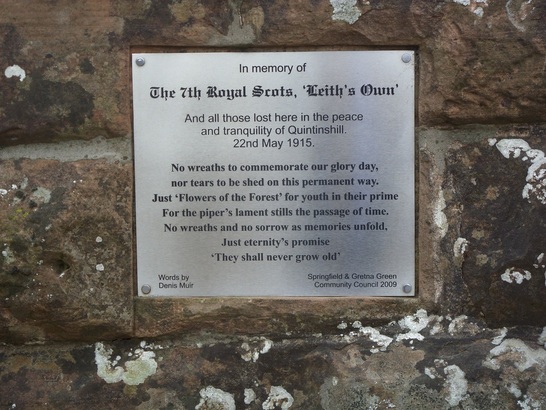 In memory of
The 7th Royal Scots, 'Leith's Own'
And all those lost here in the peace
and tranquility of Quintinshill.
22nd May 1915.
No wreaths to commemorate our glory day,
nor tears to be shed on this permanent way.
Just 'Flowers of the Forest' for youth in their prime
For the piper's lament stills the passage of time.
No wreaths and no sorrow as memories unfold,
Just eternity's promise
'They shall never grow old'
Words by
Denis Muir
Springfield & Gretna Green
Community Council 2009